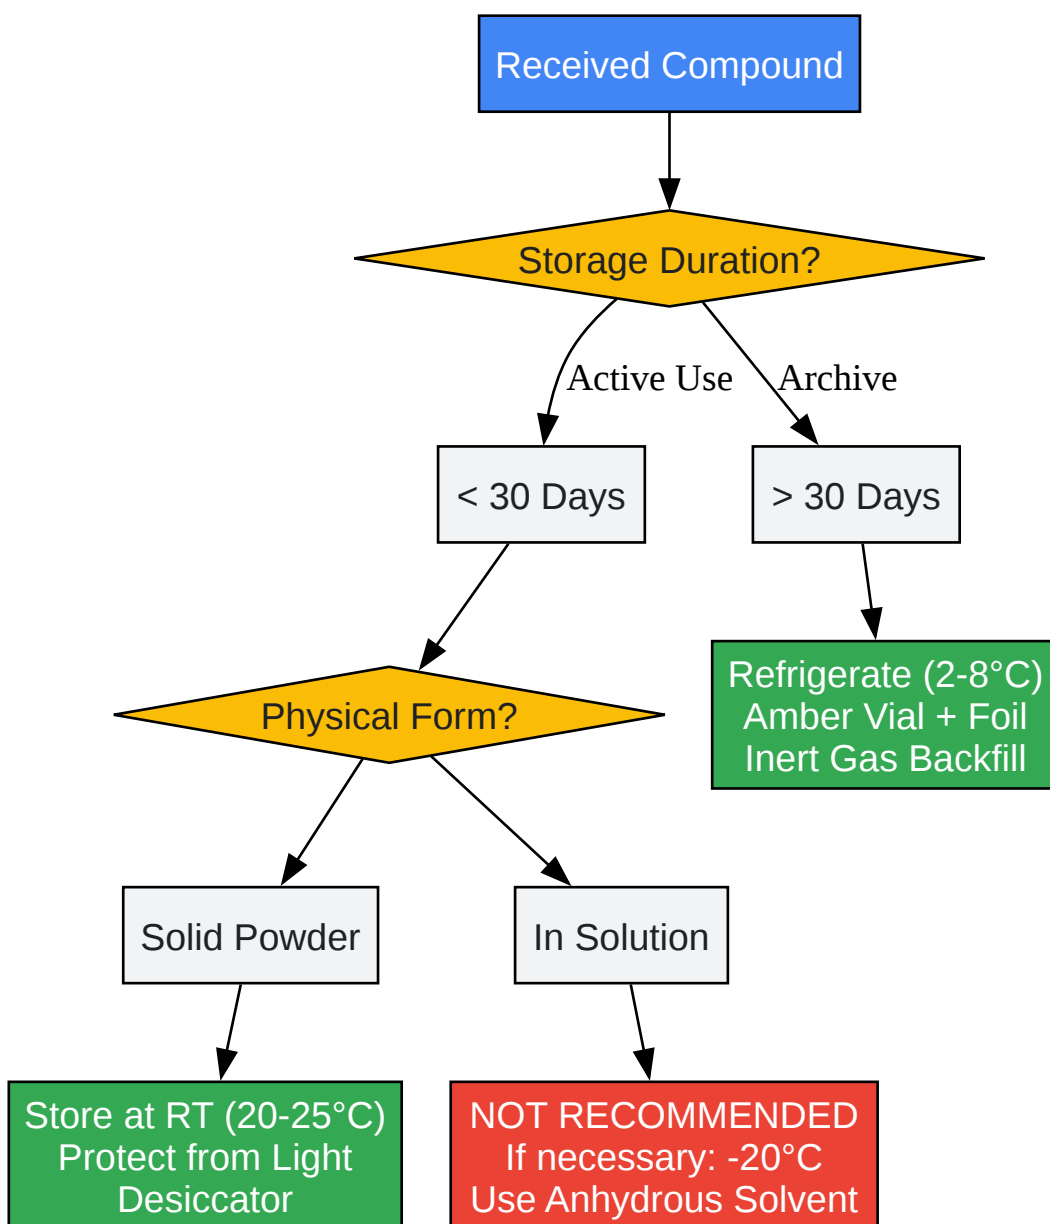 Received Compound
Storage Duration?
Active Use
Archive
< 30 Days
> 30 Days
Physical Form?
Refrigerate (2-8°C)
Amber Vial + Foil
Inert Gas Backfill
Solid Powder
In Solution
Store at RT (20-25°C)
Protect from Light
Desiccator
NOT RECOMMENDED
If necessary: -20°C
Use Anhydrous Solvent